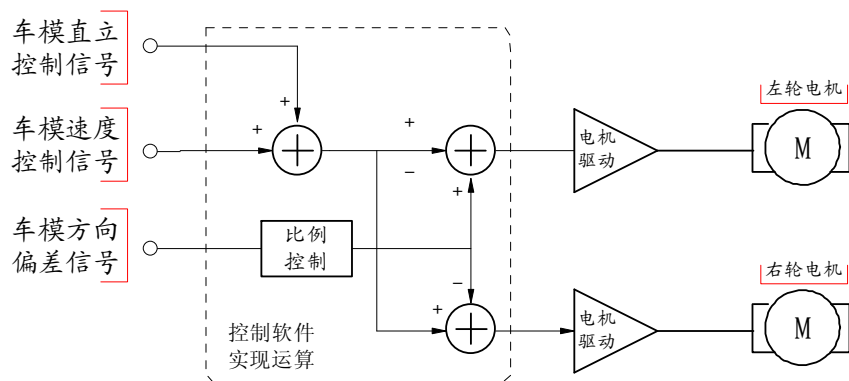 车模直立
控制信号
+
+
车模速度
控制信号
+
−
+
电机
驱动
左轮电机
M
车模方向
偏差信号
比例
控制
−
+
电机
驱动
右轮电机
M
控制软件
实现运算